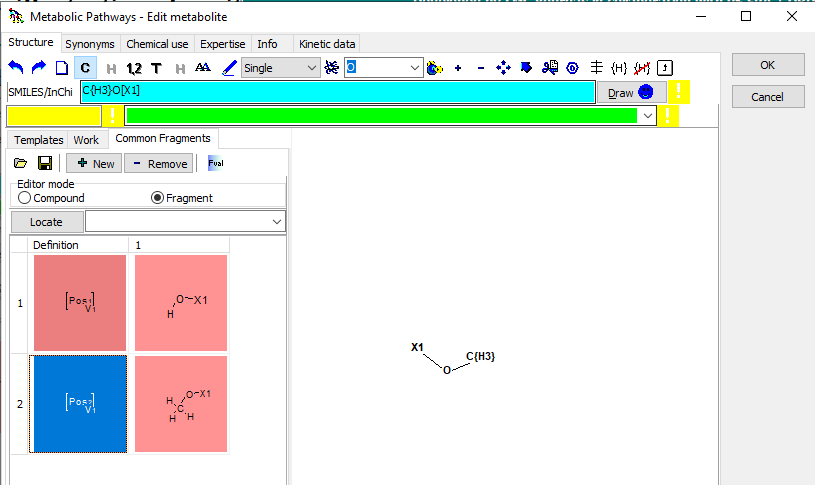 Metabolic Pathways - Edit metabolite
Structure Synonyms Chemical use Expertise Info Kinetic data
C H 1,2 T H AA Single O {H} {H}
OK
SMILES/InChi C{H3}O[X1] Draw
Cancel
Templates Work Common Fragments
New Remove Fval
Editor mode
Compound Fragment
Locate
Definition 1
1 [Pos1] V1 O X1 H
X1 O C{H3}
2 [Pos2] V1 H O X1 C H H